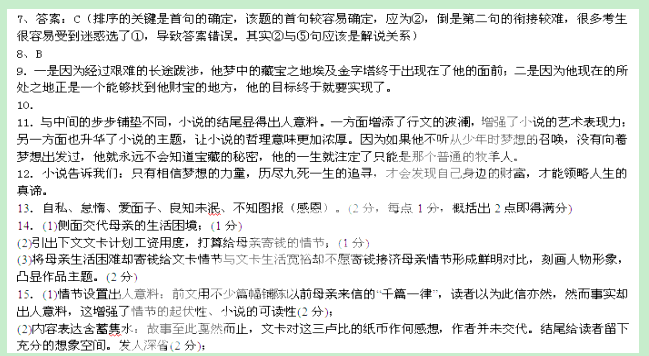 7、答案：C（排序的关键是首句的确定，该题的首句较容易确定，应为②，倒是第二句的衔接较难，很多考生
很容易受到迷惑选了①，导致答案错误。其实②与⑤句应该是解说关系）
8、B
9．一是因为经过艰难的长途跋涉，他梦中的藏宝之地埃及金字塔终于出现在了他的面前；二是因为他现在的所
处之地正是一个能够找到他财宝的地方，他的目标终于就要实现了。
10.
11．与中间的步步铺垫不同，小说的结尾显得出人意料。一方面增添了行文的波澜，增强了小说的艺术表现力；
另一方面也升华了小说的主题，让小说的哲理意味更加浓厚。因为如果他不听从少年时梦想的召唤，没有向着
梦想出发过，他就永远不会知道宝藏的秘密，他的一生就注定了只能是那个普通的牧羊人。
12．小说告诉我们：只有相信梦想的力量，历尽九死一生的追寻，才会发现自己身边的财富，才能领略人生的
真谛。
13．自私、怠惰、爱面子、良知未泯、不知图报（感恩）。（2 分，每点 1 分，概括出 2 点即得满分）
14．(1)侧面交代母亲的生活困境；（1 分）
(2)引出下文文卡计划工资用度，打算给母亲寄钱的情节；（1 分）
(3)将母亲生活困难却寄钱给文卡情节与文卡生活宽裕却不愿寄钱接济母亲情节形成鲜明对比，刻画人物形象，
凸显作品主题。(2 分)
15．(1)情节设置出人意料：前文用不少篇幅铺陈以前母亲来信的“千篇一律”，读者以为此信亦然，然而事实却
出人意料，这增强了情节的起伏性、小说的可读性(2 分)；
(2)内容表达含蓄隽永：故事至此戛然而止，文卡对这三卢比的纸币作何感想，作者并未交代。结尾给读者留下
充分的想象空间。发人深省(2 分)；